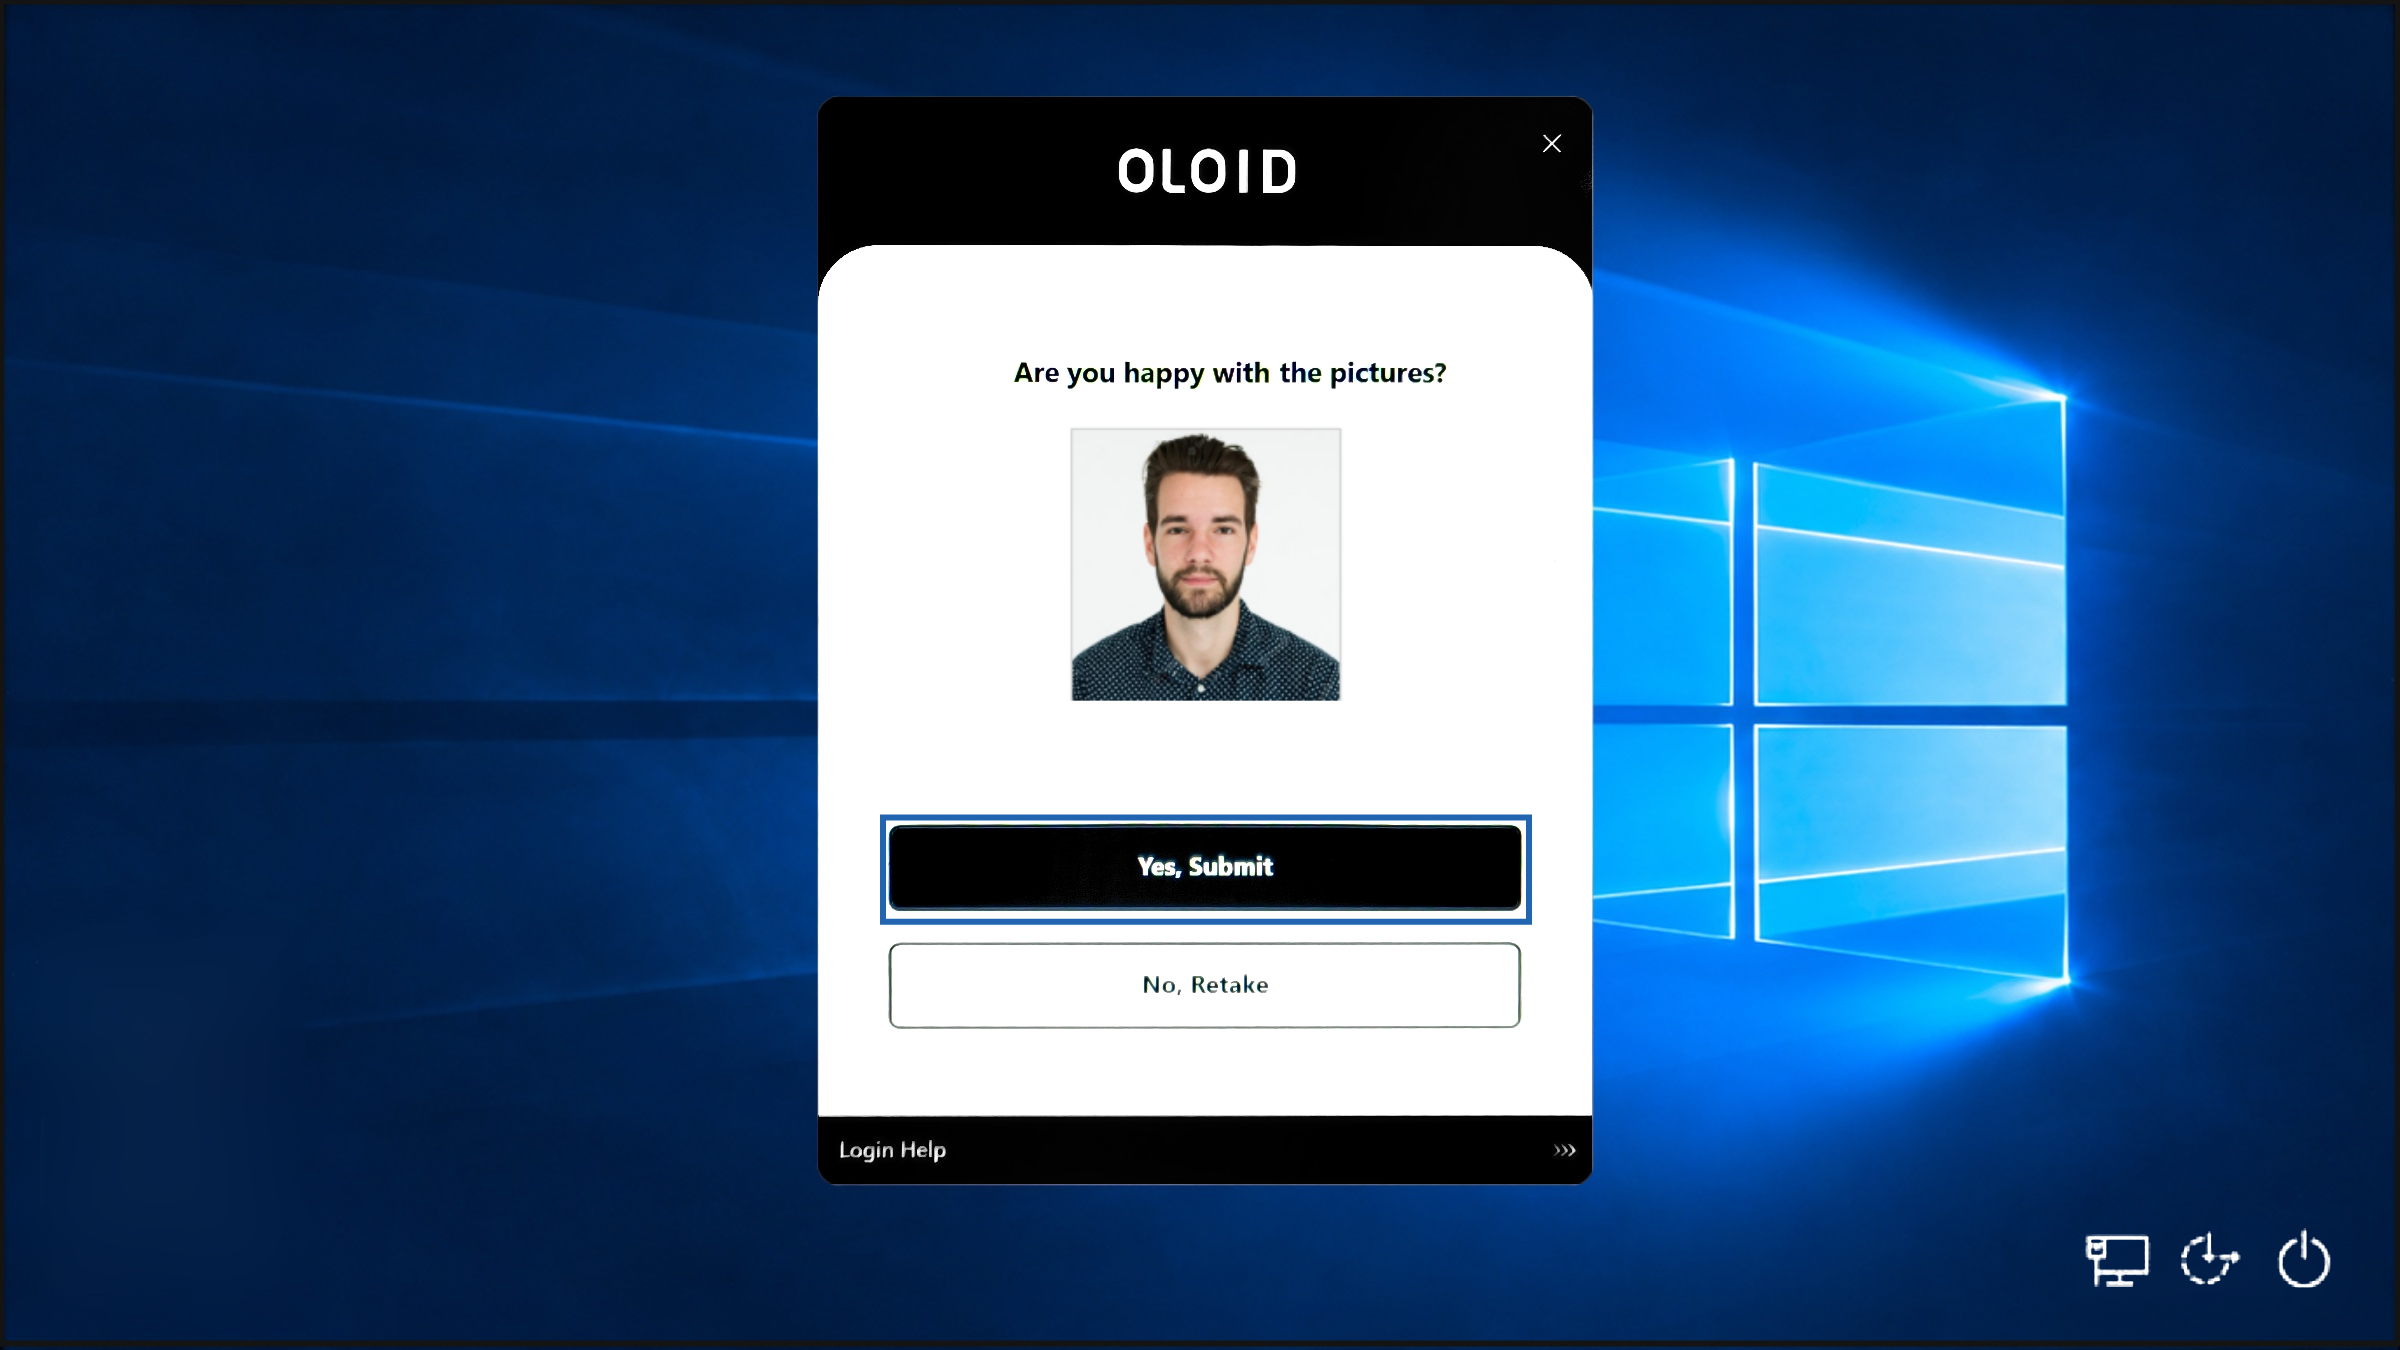 OLOID
Are you happy with the pictures?
Yes, Submit
No, Retake
Login Help